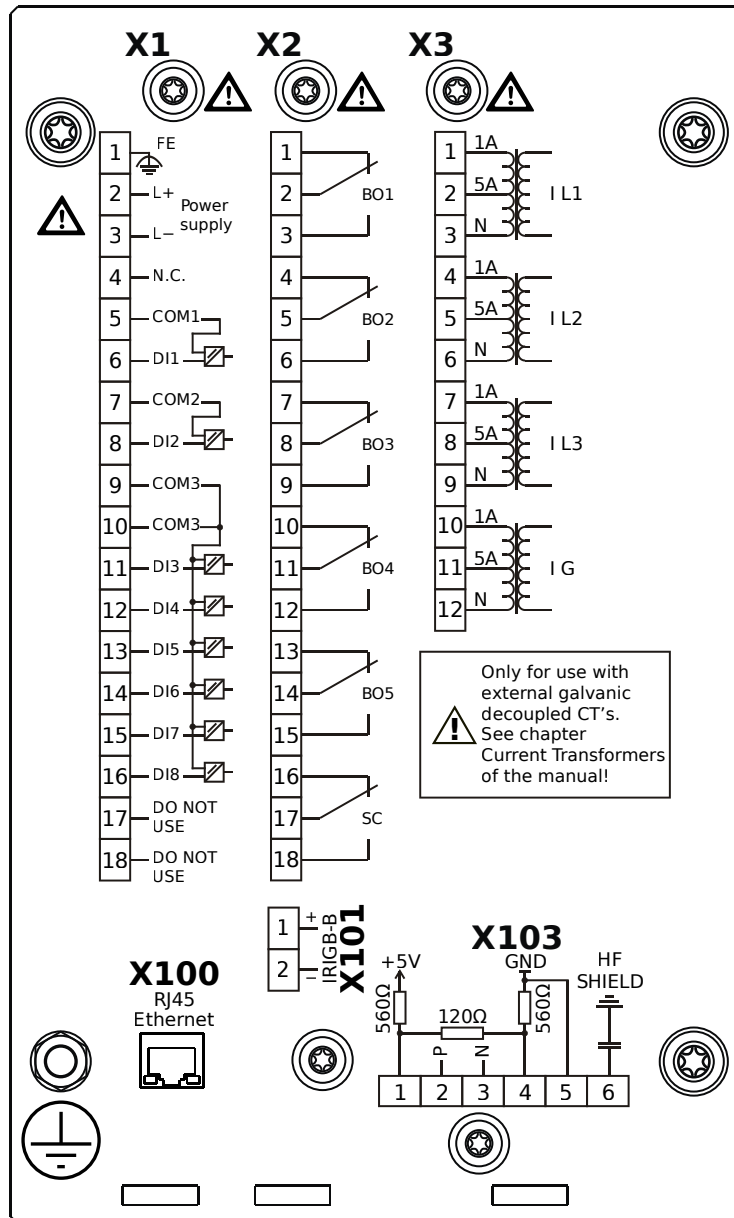 X1
X2
X3
1
FE
2
L+
Power
supply
3
L−
4
N.C.
5
COM1
6
DI1
7
COM2
8
DI2
9
COM3
10
COM3
11
DI3
12
DI4
13
DI5
14
DI6
15
DI7
16
DI8
17
DO NOT
USE
18
DO NOT
USE
1
2
BO1
3
4
5
BO2
6
7
8
BO3
9
10
11
BO4
12
13
14
BO5
15
16
17
SC
18
1
1A
2
5A
I L1
3
N
4
1A
5
5A
I L2
6
N
7
1A
8
5A
I L3
9
N
10
1A
11
5A
I G
12
N
Only for use with
external galvanic
decoupled CT's.
See chapter
Current Transformers
of the manual!
1
+
2
−
IRIGB-B
X101
X100
RJ45
Ethernet
X103
+5V
GND
HF
SHIELD
560Ω
120Ω
560Ω
P
N
1
2
3
4
5
6